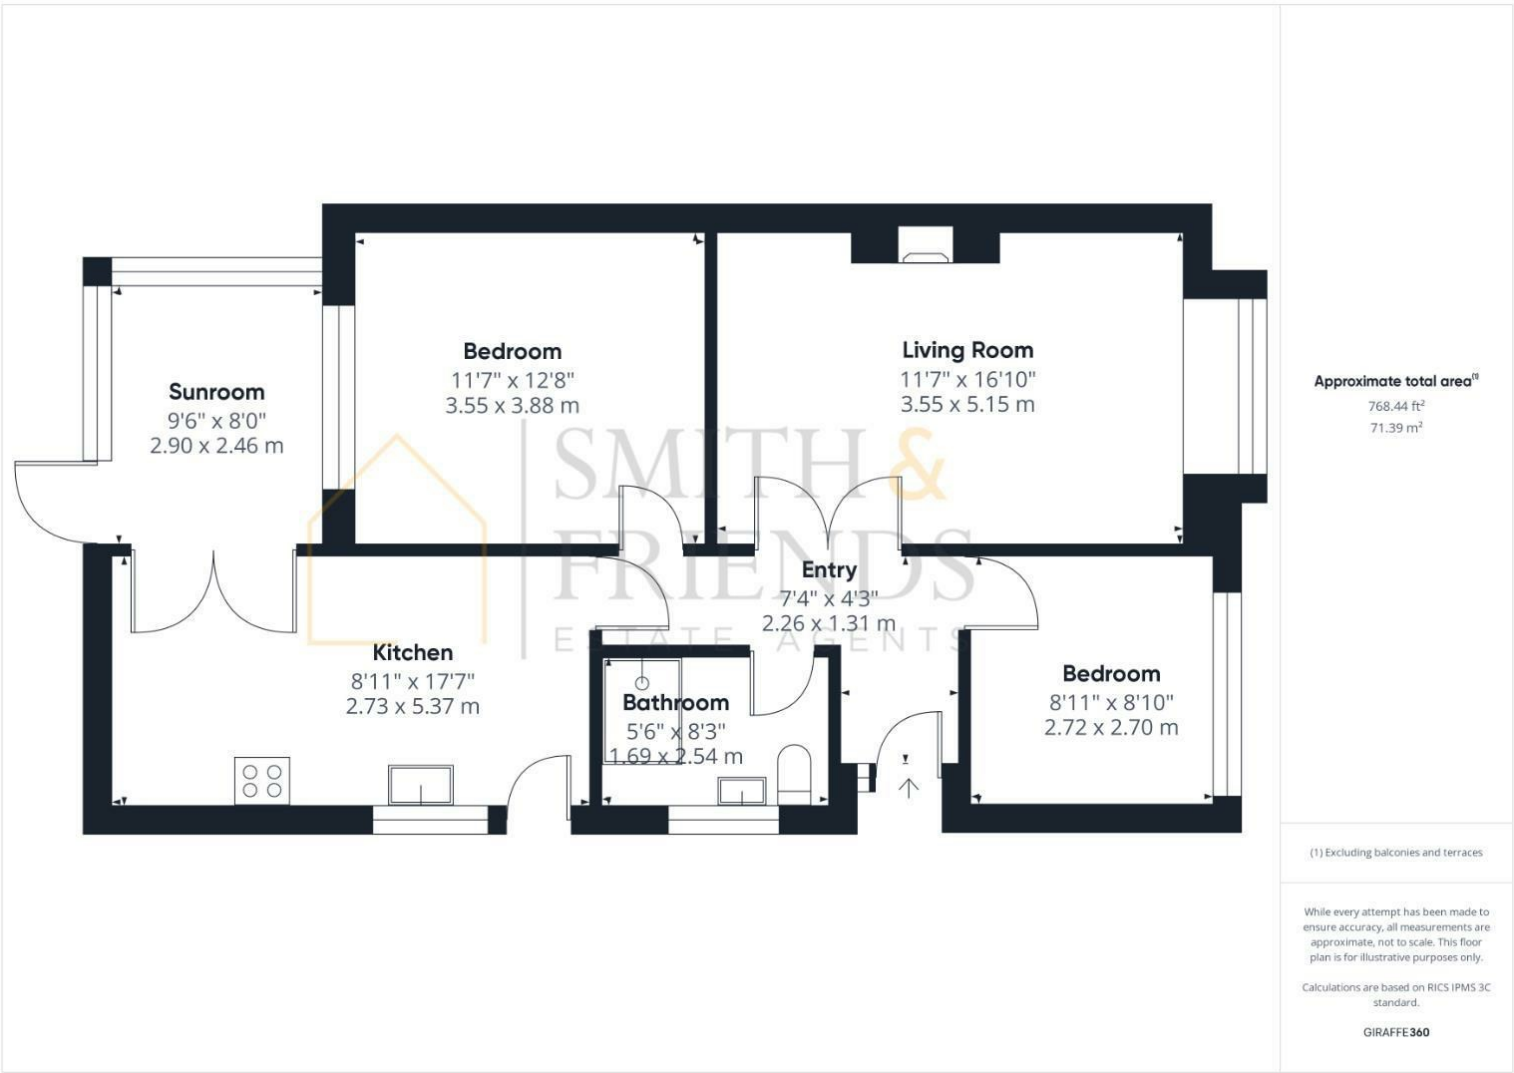 Bedroom
11'7" x 12'8"
3.55 x 3.88 m
Living Room
11'7" x 16'10"
3.55 x 5.15 m
Sunroom
9'6" x 8'0"
2.90 x 2.46 m
SMITH &
FRIENDS
ESTATE AGENTS
Entry
7'4" x 4'3"
2.26 x 1.31 m
Kitchen
8'11" x 17'7"
2.73 x 5.37 m
Bathroom
5'6" x 8'3"
1.69 x 2.54 m
Bedroom
8'11" x 8'10"
2.72 x 2.70 m
Approximate total area⁽¹⁾
768.44 ft²
71.39 m²
(1) Excluding balconies and terraces
While every attempt has been made to
ensure accuracy, all measurements are
approximate, not to scale. This floor
plan is for illustrative purposes only.
Calculations are based on RICS IPMS 3C
standard.
GIRAFFE360